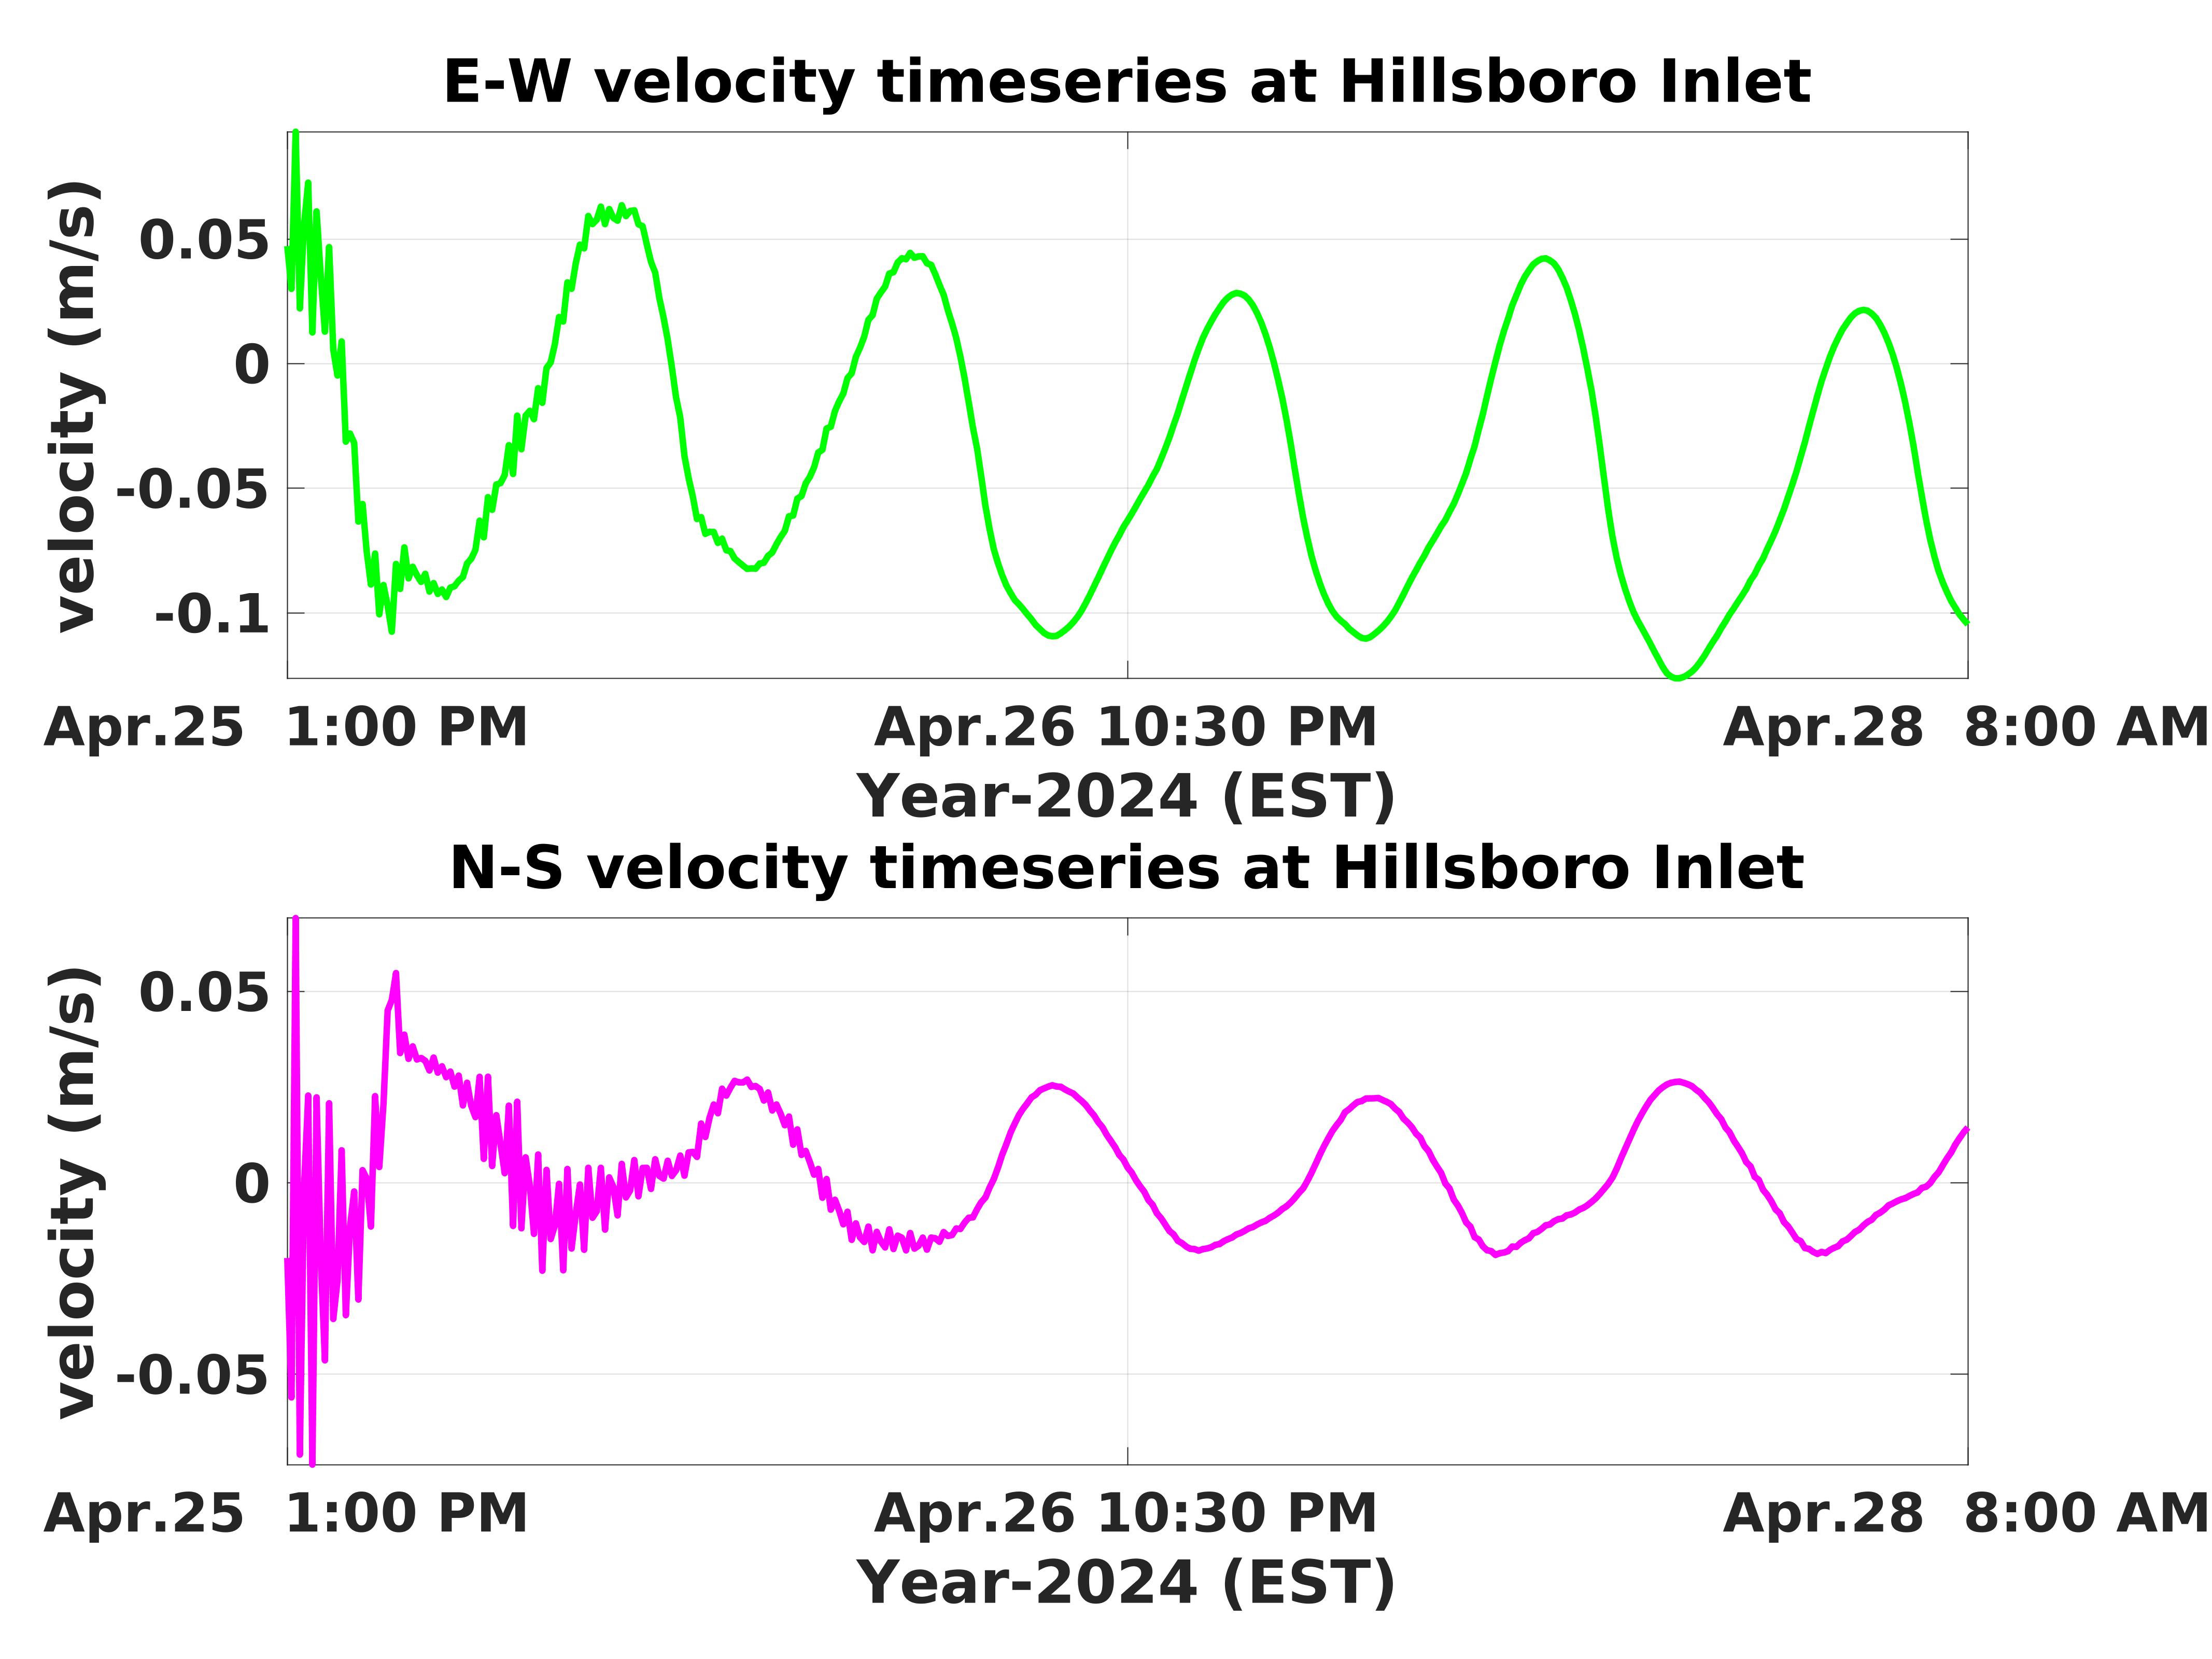 E-W velocity timeseries at Hillsboro Inlet
velocity (m/s)
0.05
0
-0.05
-0.1
Apr.25  1:00 PM
Apr.26 10:30 PM
Apr.28  8:00 AM
Year-2024 (EST)
N-S velocity timeseries at Hillsboro Inlet
velocity (m/s)
0.05
0
-0.05
Apr.25  1:00 PM
Apr.26 10:30 PM
Apr.28  8:00 AM
Year-2024 (EST)